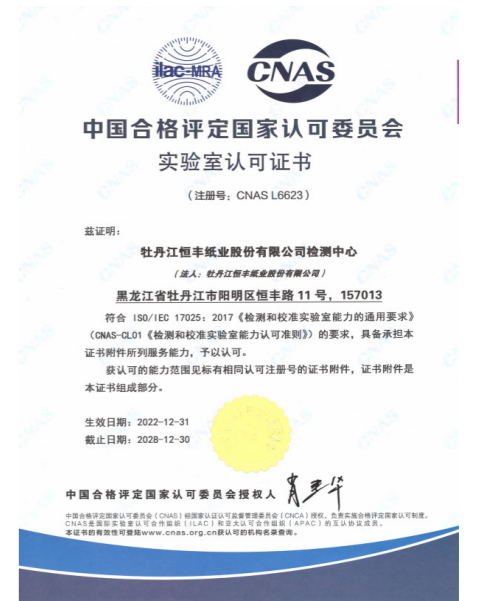 ilac-MRA
CNAS
中国合格评定国家认可委员会
实验室认可证书
（注册号：CNAS L6623）
兹证明：
牡丹江恒丰纸业股份有限公司检测中心
（法人：牡丹江恒丰纸业股份有限公司）
黑龙江省牡丹江市阳明区恒丰路 11 号，157013
符合 ISO/IEC 17025：2017《检测和校准实验室能力的通用要求》
（CNAS-CL01《检测和校准实验室能力认可准则》）的要求，具备承担本
证书附件所列服务能力，予以认可。
获认可的能力范围见标有相同认可注册号的证书附件，证书附件是
本证书组成部分。
生效日期：2022-12-31
截止日期：2028-12-30
中国合格评定国家认可委员会授权人
中国合格评定国家认可委员会（CNAS）经国家认证认可监督管理委员会（CNCA）授权，负责实施合格评定国家认可制度。
CNAS是国际实验室认可合作组织（ILAC）和亚太认可合作组织（APAC）的互认协议成员。
本证书的有效性可登陆www.cnas.org.cn获认可的机构名录查询。